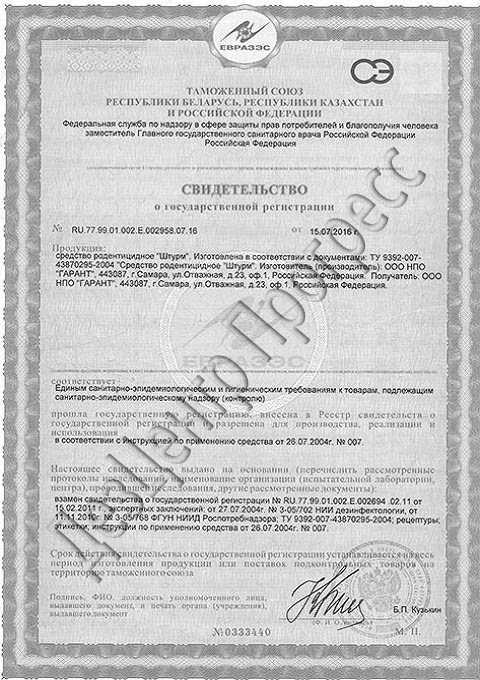 ЕВРАЗЭС
СЭ
ТАМОЖЕННЫЙ СОЮЗ
РЕСПУБЛИКИ БЕЛАРУСЬ, РЕСПУБЛИКИ КАЗАХСТАН
И РОССИЙСКОЙ ФЕДЕРАЦИИ
Федеральная служба по надзору в сфере защиты прав потребителей и благополучия человека
заместитель Главного государственного санитарного врача Российской Федерации
Российская Федерация
СВИДЕТЕЛЬСТВО
о государственной регистрации
№ RU.77.99.01.002.Е.002958.07.16 от 15.07.2016 г.
Продукция:
средство родентицидное "Штурм". Изготовлена в соответствии с документами: ТУ 9392-007-
43870295-2004 "Средство родентицидное "Штурм". Изготовитель (производитель): ООО НПО
"ГАРАНТ", 443087, г.Самара, ул.Отважная, д.23, оф.1, Российская Федерация. Получатель: ООО
НПО "ГАРАНТ", 443087, г.Самара, ул.Отважная, д.23, оф.1, Российская Федерация.
ЕВРАЗЭС
соответствует
Единым санитарно-эпидемиологическим и гигиеническим требованиям к товарам, подлежащим
санитарно-эпидемиологическому надзору (контролю)
прошла государственную регистрацию, внесена в Реестр свидетельств о
государственной регистрации и разрешена для производства, реализации и
использования
в соответствии с инструкцией по применению средства от 26.07.2004г. № 007.
Настоящее свидетельство выдано на основании (перечислить рассмотренные
протоколы исследований, наименование организации (испытательной лаборатории,
центра), проводившей исследования, другие рассмотренные документы):
взамен свидетельства о государственной регистрации № RU.77.99.01.002.Е.002694 .02.11 от
15.02.2011 г., экспертных заключений: от 27.07.2004г. № 3-05/702 НИИ дезинфектологии, от
11.11.2010г. № 3-05/768 ФГУН НИИД Роспотребнадзора; ТУ 9392-007-43870295-2004; рецептуры;
этикетки; инструкции по применению средства от 26.07.2004г. № 007.
Срок действия свидетельства о государственной регистрации устанавливается на весь
период изготовления продукции или поставок подконтрольных товаров на
территорию таможенного союза
Подпись, ФИО, должность уполномоченного лица,
выдавшего документ, и печать органа (учреждения),
выдавшего документ
Б.П. Кузькин
№0333440
М. П.
ДезЦентр Прогресс